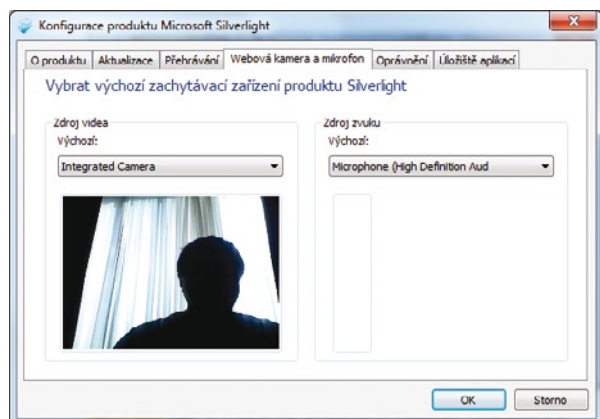 Konfigurace produktu Microsoft Silverlight
O produktu Aktualizace Přehrávání Webová kamera a mikrofon Oprávnění Úložiště aplikací
Vybrat výchozí zachytávací zařízení produktu Silverlight
Zdroj videa
Výchozí:
Integrated Camera
Zdroj zvuku
Výchozí:
Microphone (High Definition Aud
OK Storno